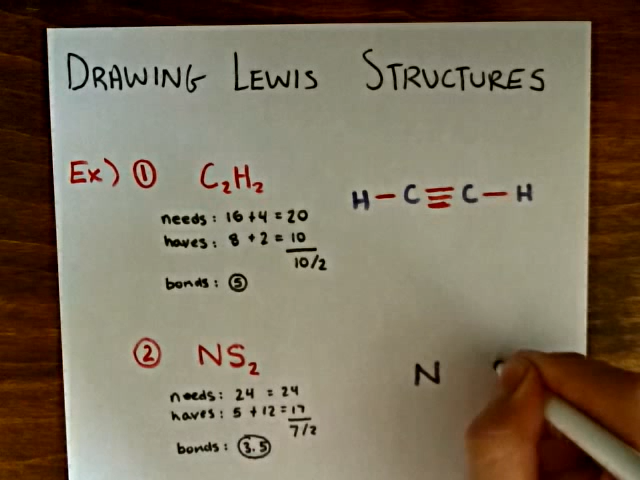 DRAWING LEWIS STRUCTURES
Ex) ① C₂H₂
H – C ≡ C – H
needs: 16 + 4 = 20
haves: 8 + 2 = 10
10/2
bonds: ⑤
② NS₂
N
needs: 24 = 24
haves: 5 + 12 = 17
7/2
bonds: (3.5)